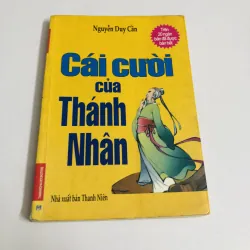 Nguyễn Duy Cần
Cái cười
của
Thánh
Nhân
Nhà xuất bản Thanh Niên